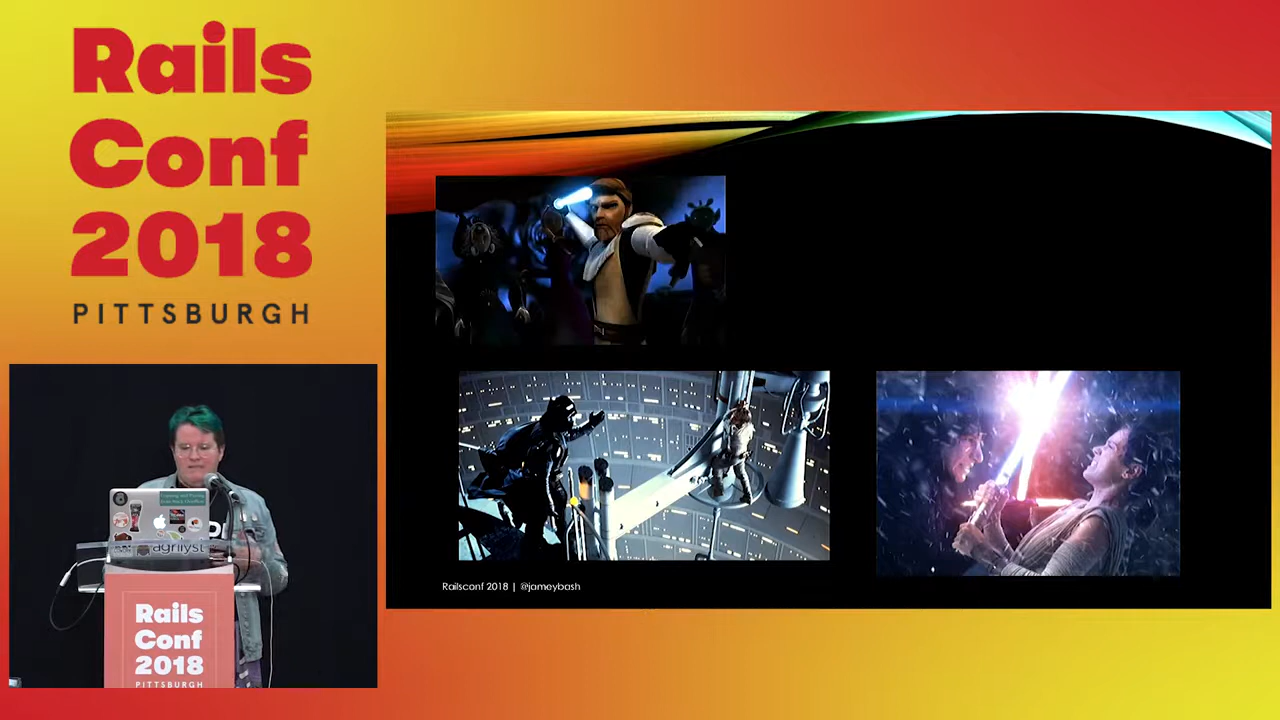 Rails
Conf
2018
PITTSBURGH
Railsconf 2018 | @jameybash
agrilyst
Rails
Conf
2018
PITTSBURGH